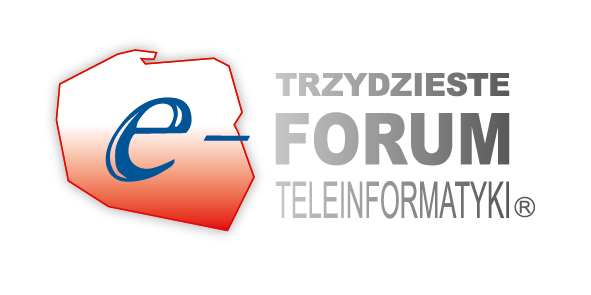 e-
TRZYDZIESTE
FORUM
TELEINFORMATYKI®